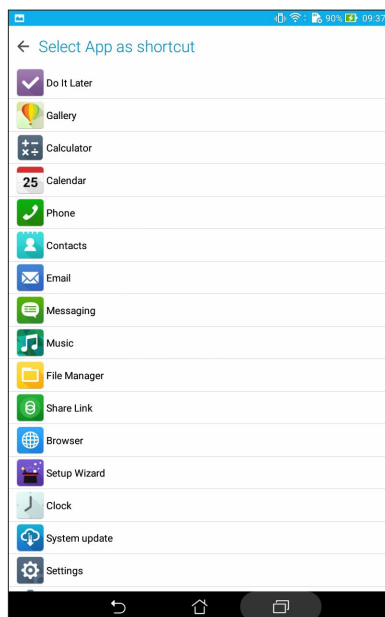 90% 09:37
Select App as shortcut
Do It Later
Gallery
Calculator
25 Calendar
Phone
Contacts
Email
Messaging
Music
File Manager
Share Link
Browser
Setup Wizard
Clock
System update
Settings